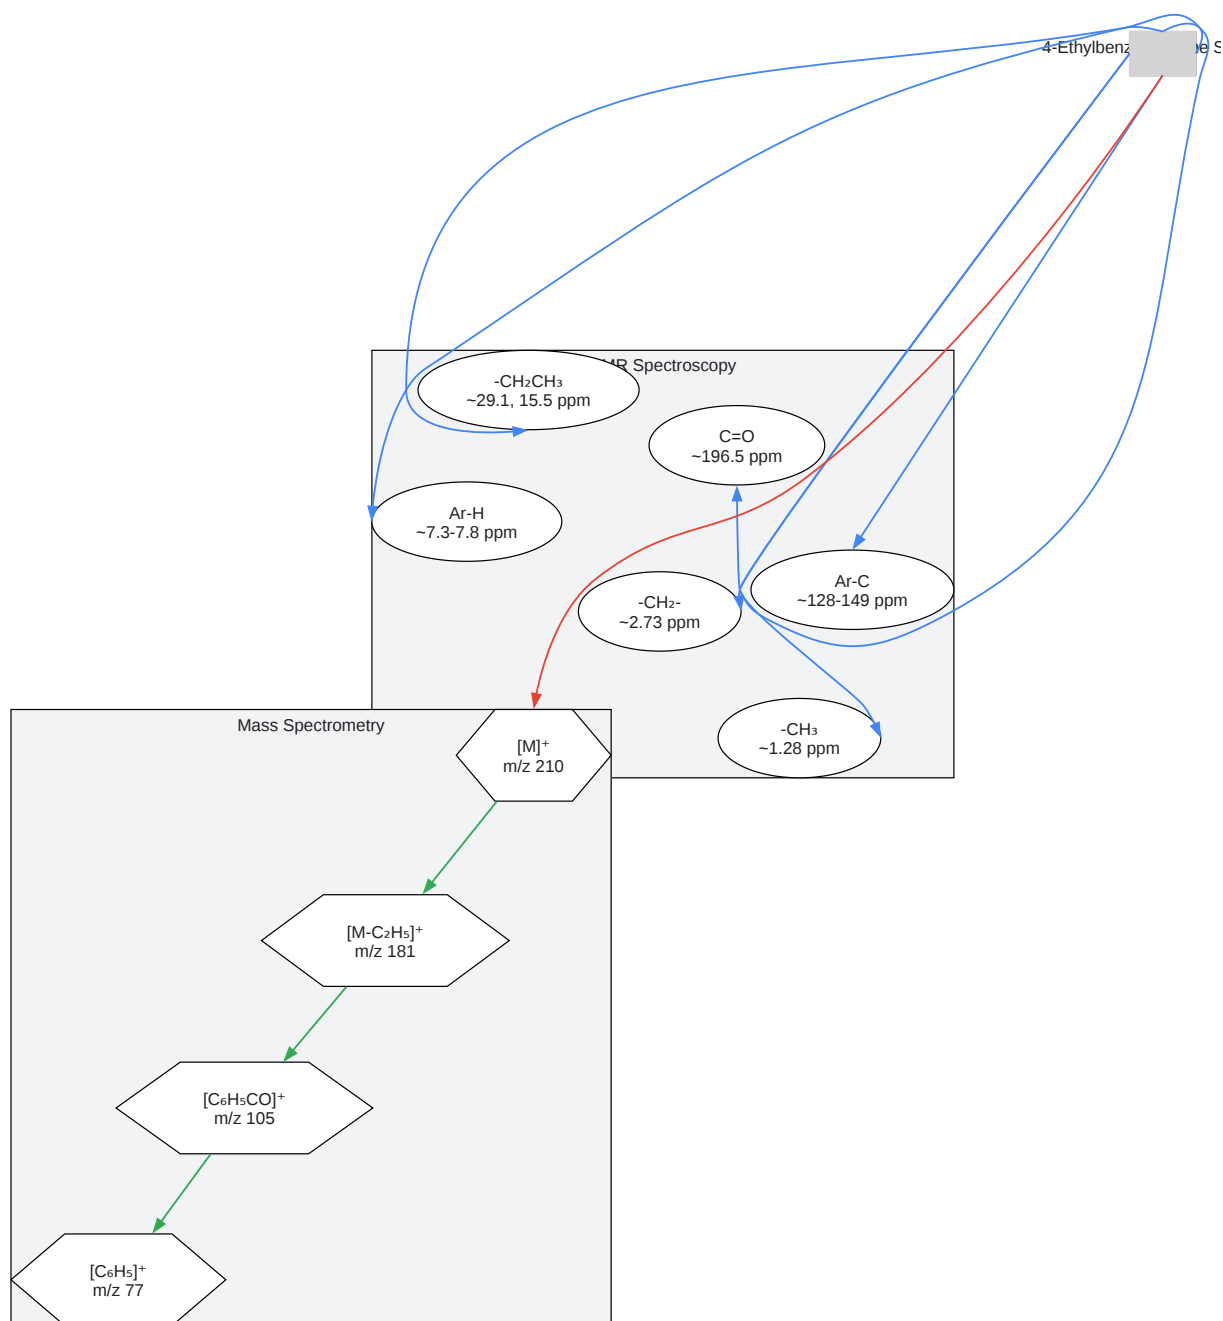 4-Ethylbenz
MR Spectroscopy
-CH₂CH₃
~29.1, 15.5 ppm
C=O
~196.5 ppm
Ar-H
~7.3-7.8 ppm
Ar-C
~128-149 ppm
-CH₂-
~2.73 ppm
-CH₃
~1.28 ppm
Mass Spectrometry
[M]⁺
m/z 210
[M-C₂H₅]⁺
m/z 181
[C₆H₅CO]⁺
m/z 105
[C₆H₅]⁺
m/z 77